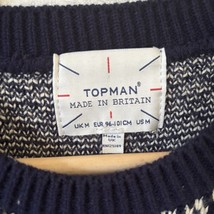 TOPMAN®
MADE IN BRITAIN
UK M EUR 96-101CM US M